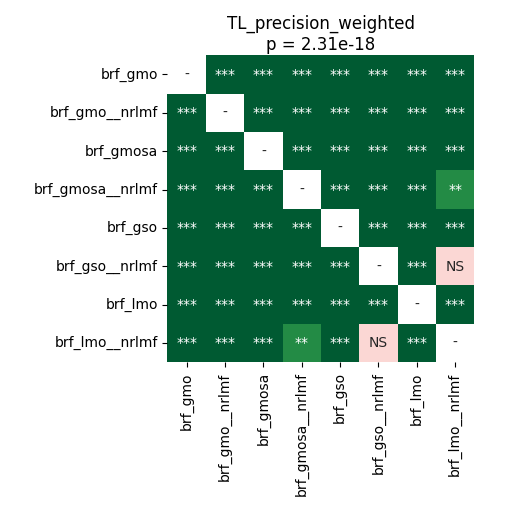 TL_precision_weighted
p = 2.31e-18
brf_gmo - *** *** *** *** *** *** ***
brf_gmo__nrlmf *** - *** *** *** *** *** ***
brf_gmosa *** *** - *** *** *** *** ***
brf_gmosa__nrlmf *** *** *** - *** *** *** **
brf_gso *** *** *** *** - *** *** ***
brf_gso__nrlmf *** *** *** *** *** - *** NS
brf_lmo *** *** *** *** *** *** - ***
brf_lmo__nrlmf *** *** *** ** *** NS *** -
brf_gmo
brf_gmo__nrlmf
brf_gmosa
brf_gmosa__nrlmf
brf_gso
brf_gso__nrlmf
brf_lmo
brf_lmo__nrlmf